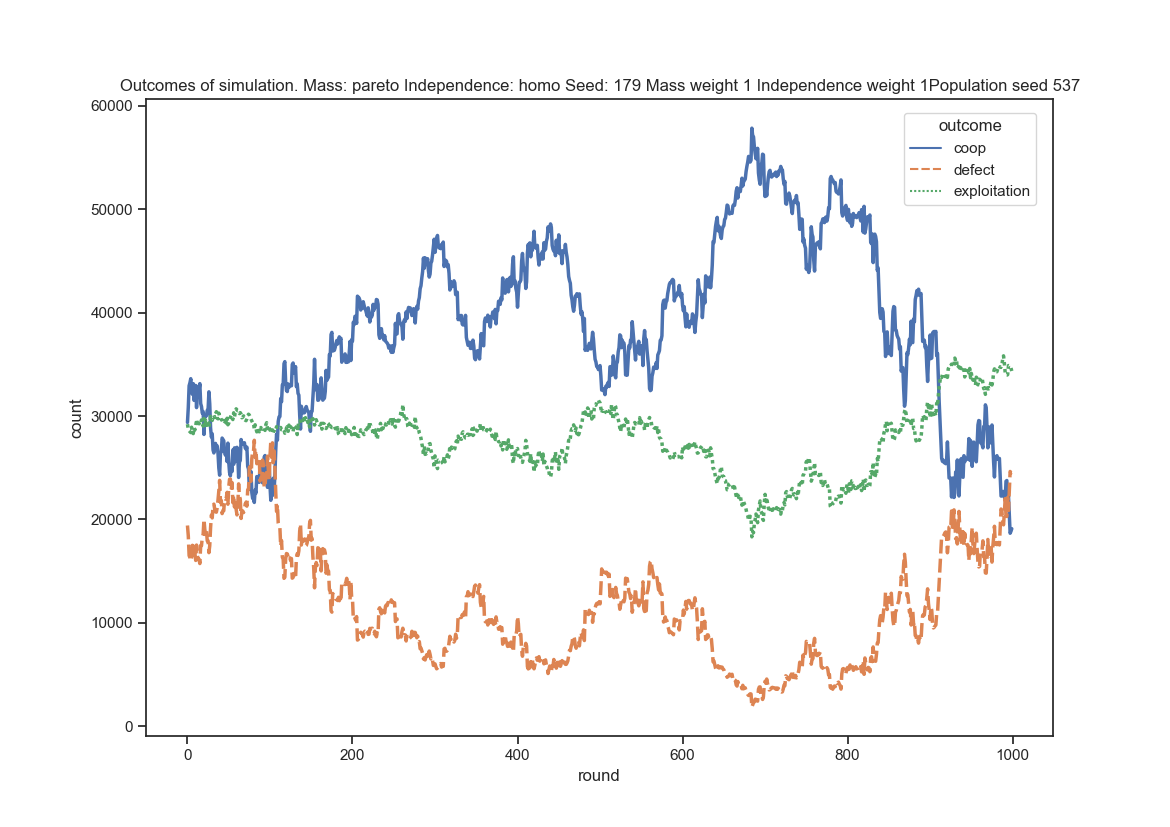 Outcomes of simulation. Mass: pareto Independence: homo Seed: 179 Mass weight 1 Independence weight 1Population seed 537
60000
50000
40000
30000
20000
10000
0
count
outcome
coop
defect
exploitation
0
200
400
600
800
1000
round